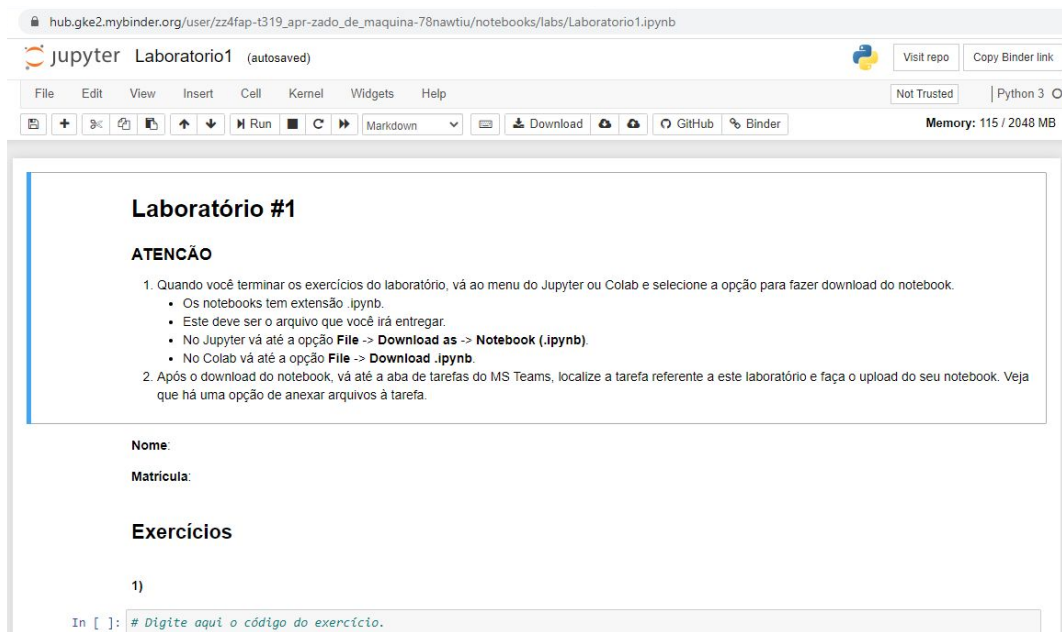 hub.gke2.mybinder.org/user/zz4fap-t319_apr-zado_de_maquina-78nawtiu/notebooks/labs/Laboratorio1.ipynb
jupyter Laboratorio1 (autosaved)
Visit repo Copy Binder link
File Edit View Insert Cell Kernel Widgets Help
Not Trusted Python 3
Run Markdown Download GitHub Binder
Memory: 115 / 2048 MB
Laboratório #1
ATENCÃO
1. Quando você terminar os exercícios do laboratório, vá ao menu do Jupyter ou Colab e selecione a opção para fazer download do notebook.
• Os notebooks tem extensão .ipynb.
• Este deve ser o arquivo que você irá entregar.
• No Jupyter vá até a opção File -> Download as -> Notebook (.ipynb).
• No Colab vá até a opção File -> Download .ipynb.
2. Após o download do notebook, vá até a aba de tarefas do MS Teams, localize a tarefa referente a este laboratório e faça o upload do seu notebook. Veja
que há uma opção de anexar arquivos à tarefa.
Nome:
Matrícula:
Exercícios
1)
In [ ]: # Digite aqui o código do exercício.